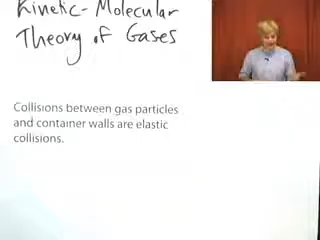 Kinetic-Molecular
Theory of Gases
Collisions between gas particles
and container walls are elastic
collisions.